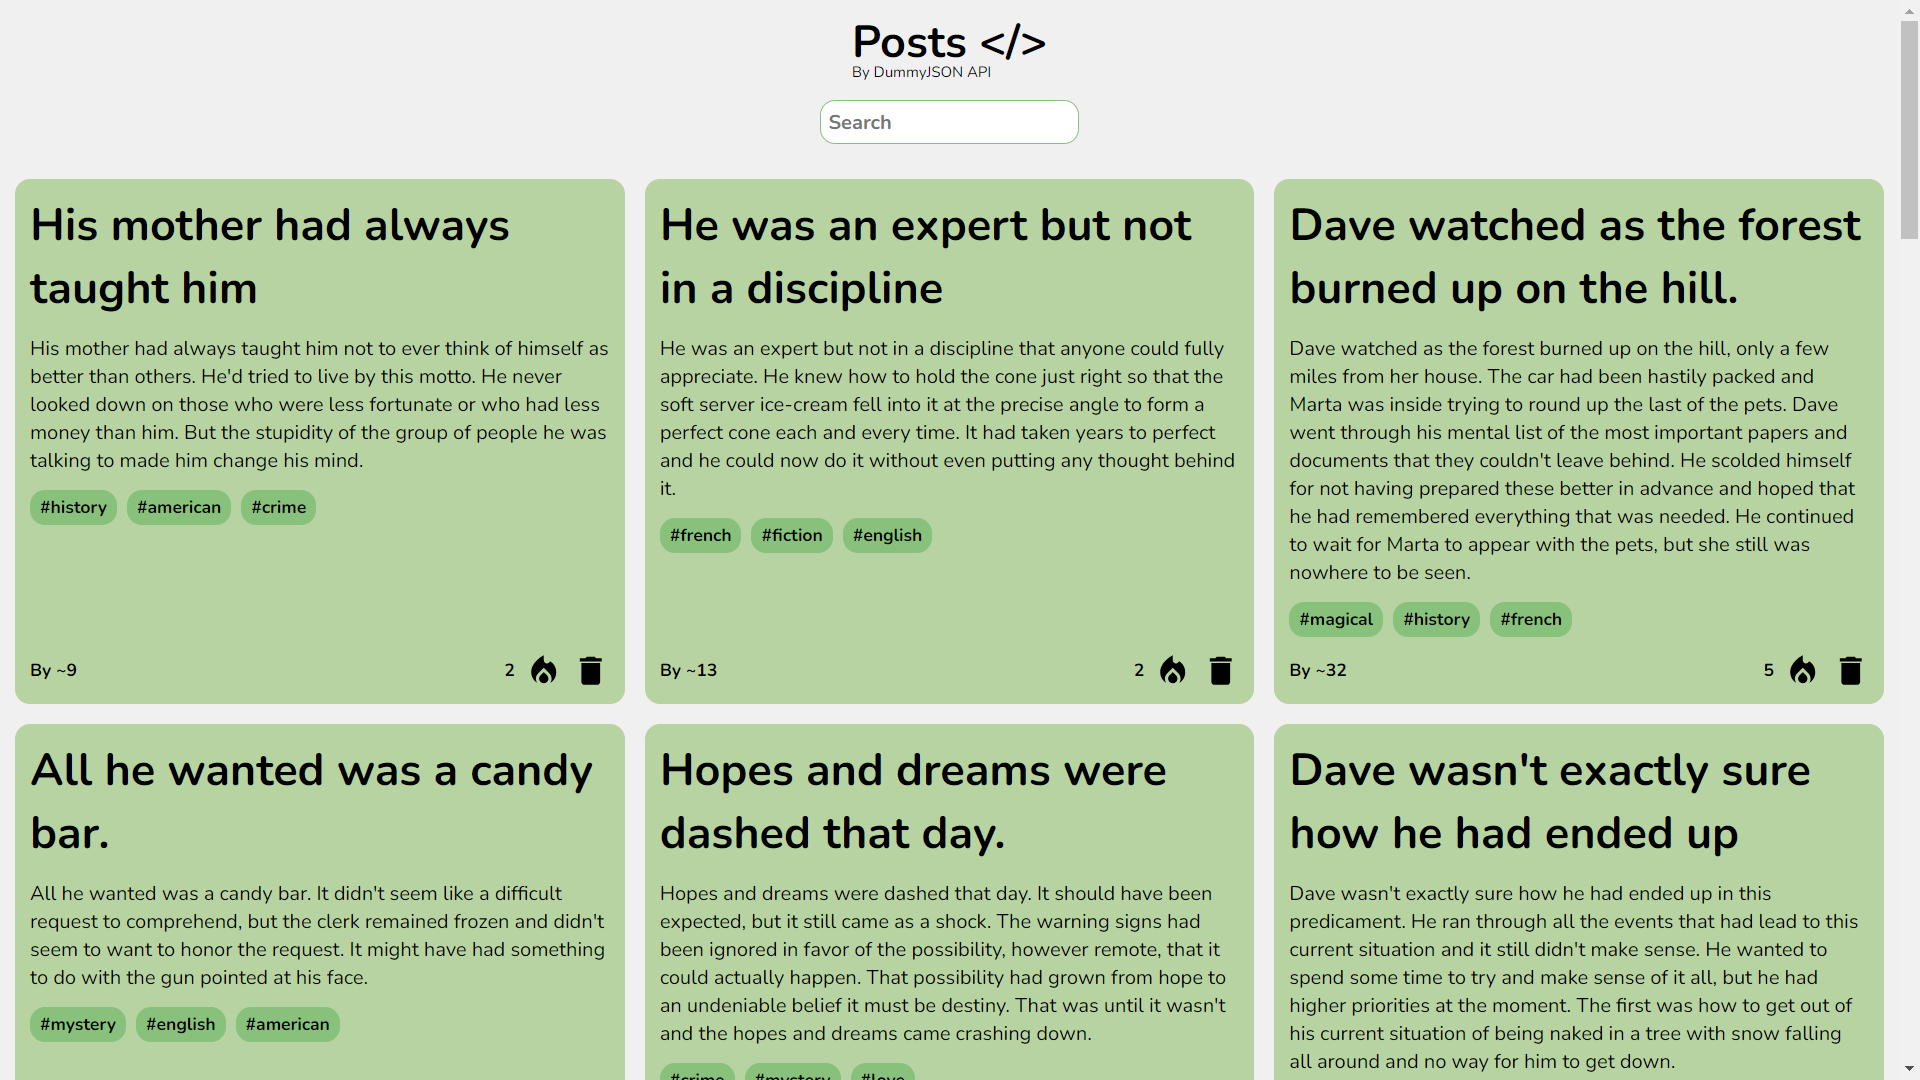 Posts </>
By DummyJSON API
Search
His mother had always
taught him
His mother had always taught him not to ever think of himself as
better than others. He'd tried to live by this motto. He never
looked down on those who were less fortunate or who had less
money than him. But the stupidity of the group of people he was
talking to made him change his mind.
#history #american #crime
By ~9 2
He was an expert but not
in a discipline
He was an expert but not in a discipline that anyone could fully
appreciate. He knew how to hold the cone just right so that the
soft server ice-cream fell into it at the precise angle to form a
perfect cone each and every time. It had taken years to perfect
and he could now do it without even putting any thought behind
it.
#french #fiction #english
By ~13 2
Dave watched as the forest
burned up on the hill.
Dave watched as the forest burned up on the hill, only a few
miles from her house. The car had been hastily packed and
Marta was inside trying to round up the last of the pets. Dave
went through his mental list of the most important papers and
documents that they couldn't leave behind. He scolded himself
for not having prepared these better in advance and hoped that
he had remembered everything that was needed. He continued
to wait for Marta to appear with the pets, but she still was
nowhere to be seen.
#magical #history #french
By ~32 5
All he wanted was a candy
bar.
All he wanted was a candy bar. It didn't seem like a difficult
request to comprehend, but the clerk remained frozen and didn't
seem to want to honor the request. It might have had something
to do with the gun pointed at his face.
#mystery #english #american
Hopes and dreams were
dashed that day.
Hopes and dreams were dashed that day. It should have been
expected, but it still came as a shock. The warning signs had
been ignored in favor of the possibility, however remote, that it
could actually happen. That possibility had grown from hope to
an undeniable belief it must be destiny. That was until it wasn't
and the hopes and dreams came crashing down.
#crime #mystery #love
Dave wasn't exactly sure
how he had ended up
Dave wasn't exactly sure how he had ended up in this
predicament. He ran through all the events that had lead to this
current situation and it still didn't make sense. He wanted to
spend some time to try and make sense of it all, but he had
higher priorities at the moment. The first was how to get out of
his current situation of being naked in a tree with snow falling
all around and no way for him to get down.